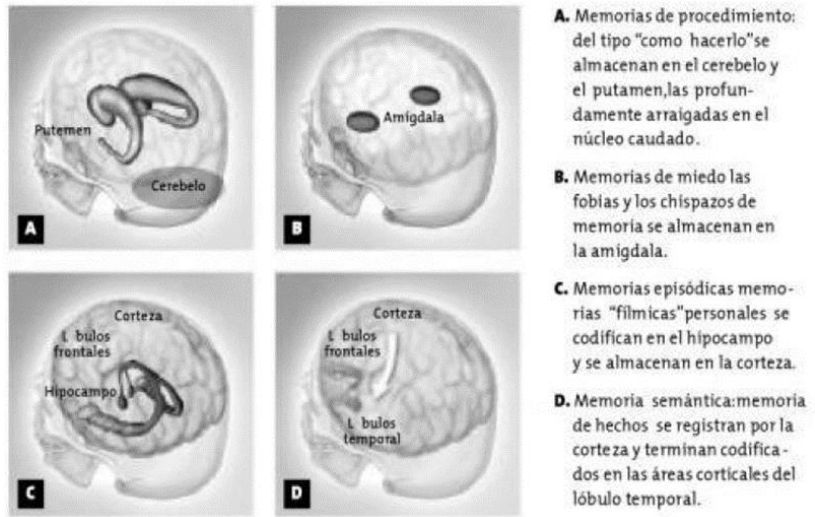 Putemen
Cerebelo
A
Amígdala
B
A. Memorias de procedimiento:
del tipo "como hacerlo"se
almacenan en el cerebelo y
el putamen,las profun-
damente arraigadas en el
núcleo caudado.
B. Memorias de miedo las
fobias y los chispazos de
memoria se almacenan en
la amígdala.
Corteza
L bulos
frontales
Hipocampo
C
Corteza
L bulos
frontales
L bulos
temporal
D
C. Memorias episódicas memo-
rias "fílmicas"personales se
codifican en el hipocampo
y se almacenan en la corteza.
D. Memoria semántica:memoria
de hechos se registran por la
corteza y terminan codifica-
dos en las áreas corticales del
lóbulo temporal.